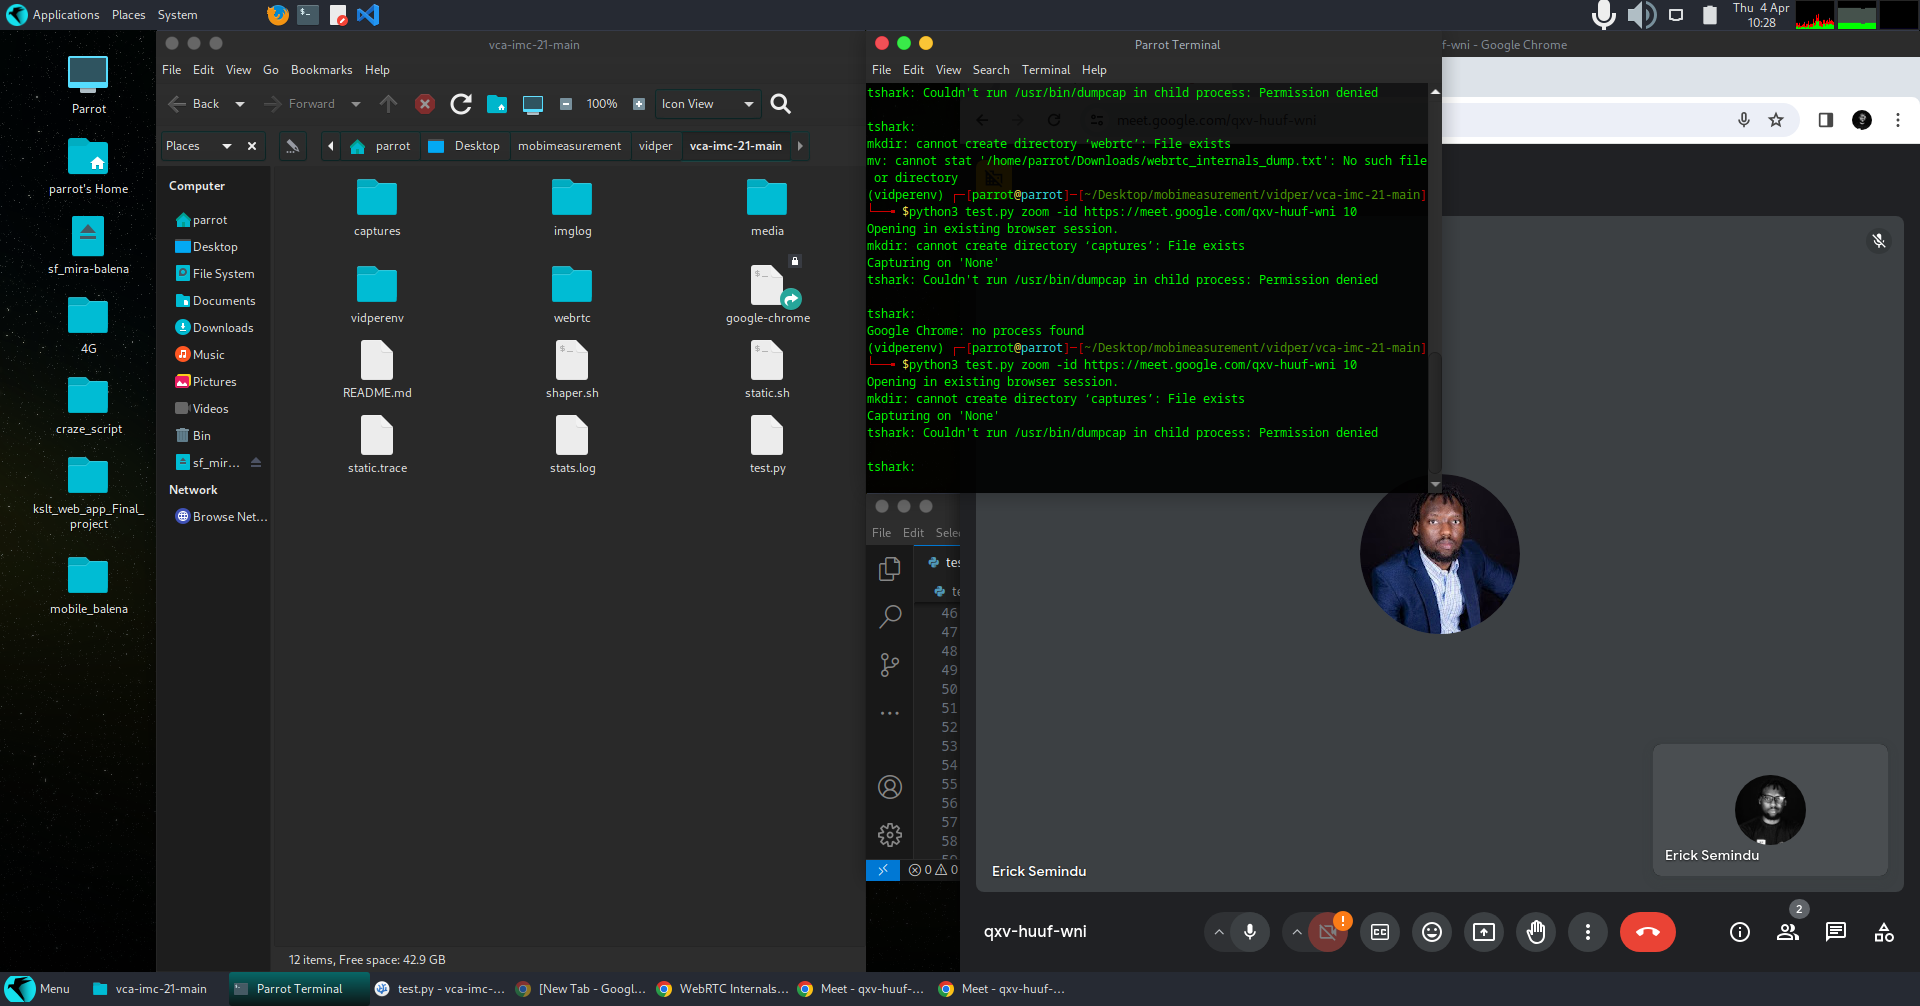 Applications Places System
Thu 4 Apr
10:28
Parrot
parrot's Home
sf_mira-balena
4G
craze_script
kslt_web_app_Final_
project
mobile_balena
vca-imc-21-main
File Edit View Go Bookmarks Help
Back Forward 100% Icon View
Places parrot Desktop mobimeasurement vidper vca-imc-21-main
Computer
parrot
Desktop
File System
Documents
Downloads
Music
Pictures
Videos
Bin
sf_mir...
Network
Browse Net...
captures imglog media
vidperenv webrtc google-chrome
README.md shaper.sh static.sh
static.trace stats.log test.py
12 items, Free space: 42.9 GB
Parrot Terminal
File Edit View Search Terminal Help
tshark: Couldn't run /usr/bin/dumpcap in child process: Permission denied
tshark:
mkdir: cannot create directory ‘webrtc’: File exists
mv: cannot stat '/home/parrot/Downloads/webrtc_internals_dump.txt': No such file
or directory
(vidperenv) ┌─[parrot@parrot]─[~/Desktop/mobimeasurement/vidper/vca-imc-21-main]
└──╼ $python3 test.py zoom -id https://meet.google.com/qxv-huuf-wni 10
Opening in existing browser session.
mkdir: cannot create directory ‘captures’: File exists
Capturing on 'None'
tshark: Couldn't run /usr/bin/dumpcap in child process: Permission denied
tshark:
Google Chrome: no process found
(vidperenv) ┌─[parrot@parrot]─[~/Desktop/mobimeasurement/vidper/vca-imc-21-main]
└──╼ $python3 test.py zoom -id https://meet.google.com/qxv-huuf-wni 10
Opening in existing browser session.
mkdir: cannot create directory ‘captures’: File exists
Capturing on 'None'
tshark: Couldn't run /usr/bin/dumpcap in child process: Permission denied
tshark:
f-wni - Google Chrome
meet.google.com/qxv-huuf-wni
File Edit Sele
tes
te
46
47
48
49
50
51
52
53
54
55
56
57
58
0 0
Erick Semindu
Erick Semindu
qxv-huuf-wni
2
Menu vca-imc-21-main Parrot Terminal test.py - vca-imc-... [New Tab - Googl... WebRTC Internals... Meet - qxv-huuf-... Meet - qxv-huuf-...